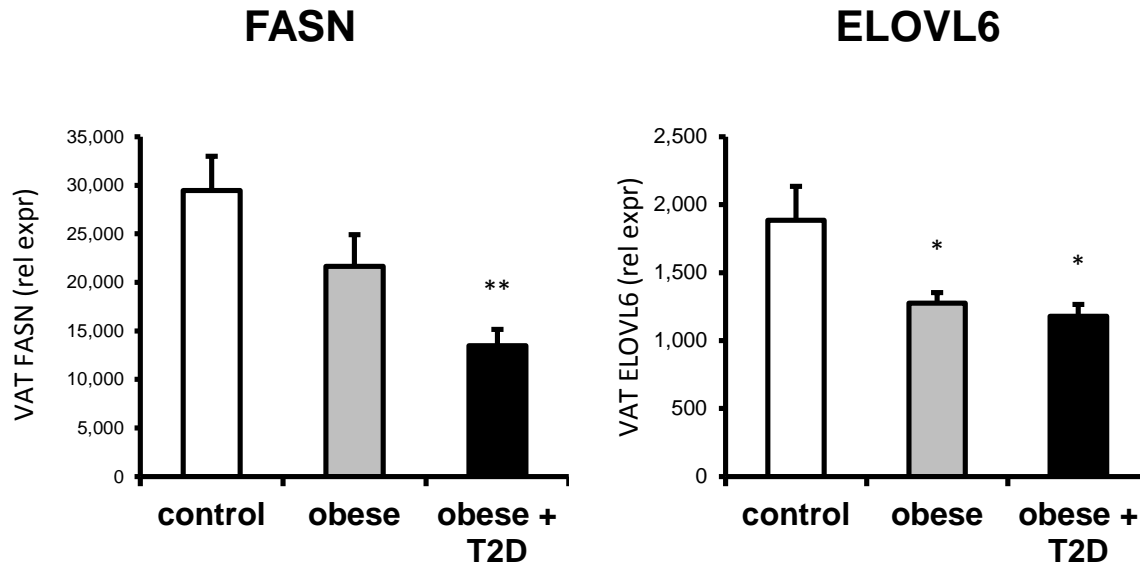 FASN
VAT FASN (rel expr)
35,000
30,000
25,000
20,000
15,000
10,000
5,000
0
**
control
obese
obese +
T2D
ELOVL6
VAT ELOVL6 (rel expr)
2,500
2,000
1,500
1,000
500
0
*
*
control
obese
obese +
T2D